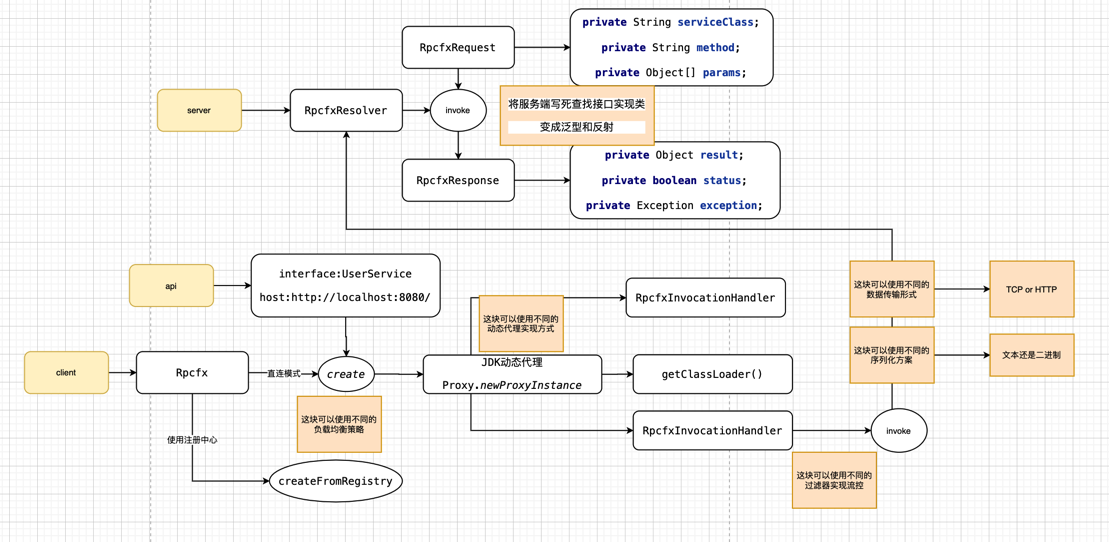 private String serviceClass;
private String method;
private Object[] params;
RpcfxRequest
server
RpcfxResolver
invoke
将服务端写死查找接口实现类
变成泛型和反射
RpcfxResponse
private Object result;
private boolean status;
private Exception exception;
api
interface:UserService
host:http://localhost:8080/
client
Rpcfx
直连模式
create
这块可以使用不同的
负载均衡策略
使用注册中心
createFromRegistry
这块可以使用不同的
动态代理实现方式
JDK动态代理
Proxy.newProxyInstance
RpcfxInvocationHandler
getClassLoader()
RpcfxInvocationHandler
invoke
这块可以使用不同的
过滤器实现流控
这块可以使用不同的
数据传输形式
TCP or HTTP
这块可以使用不同的
序列化方案
文本还是二进制